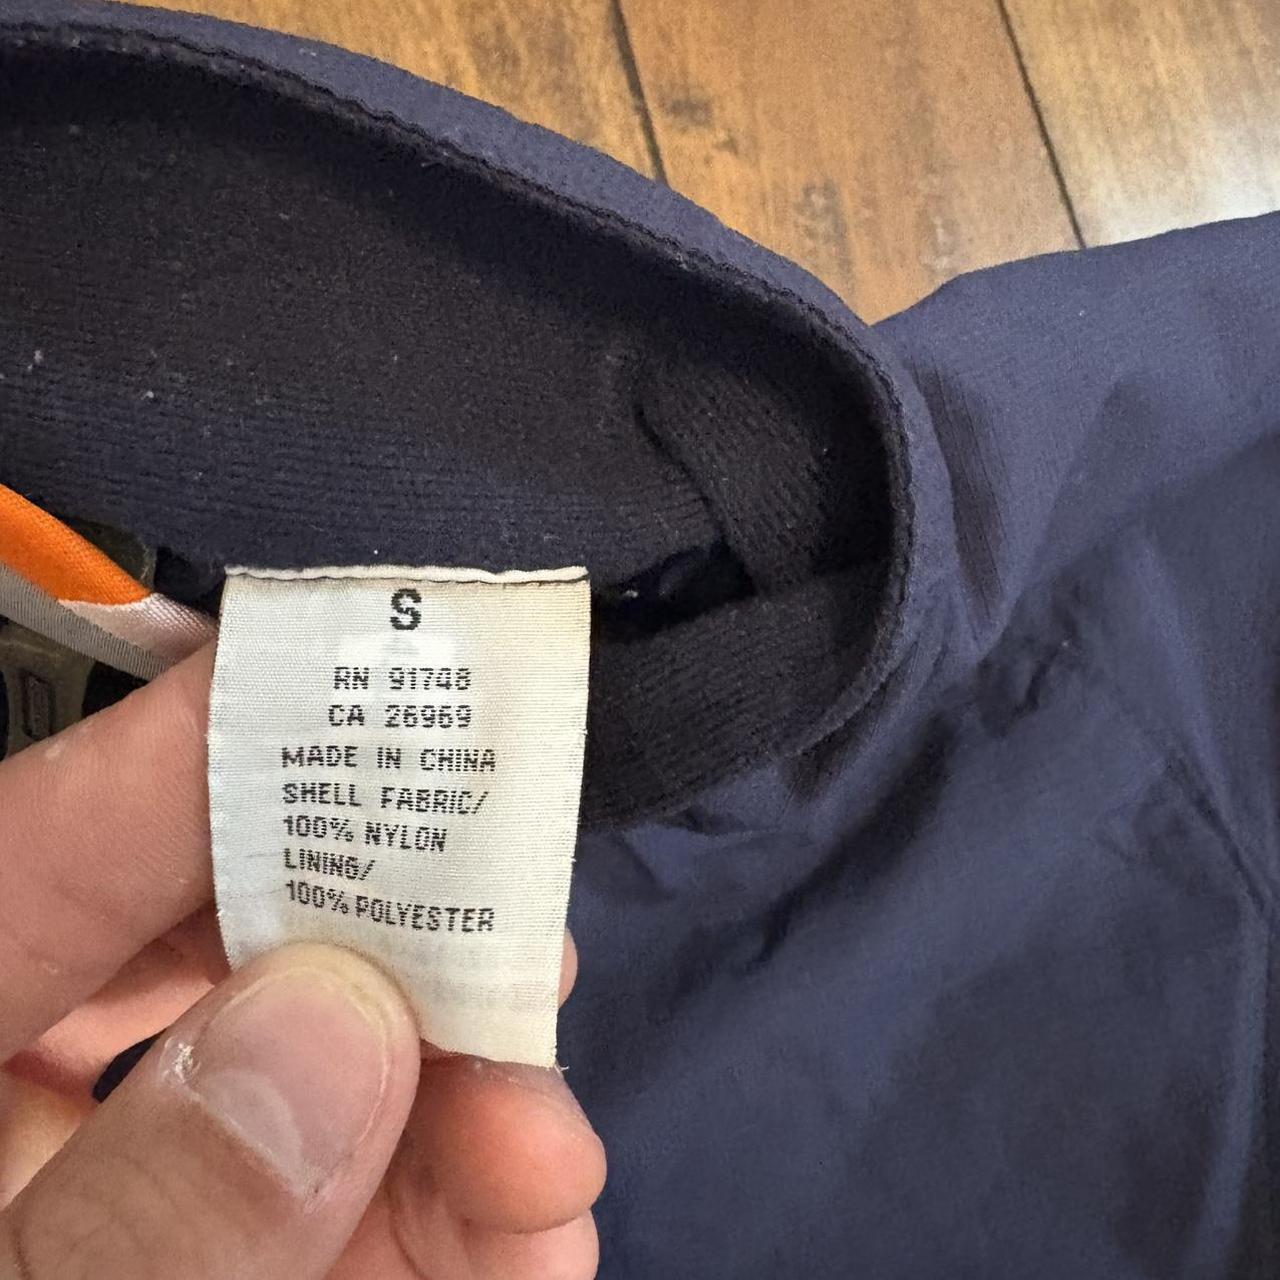 S
RN 91748
CA 26969
MADE IN CHINA
SHELL FABRIC/
100% NYLON
LINING/
100% POLYESTER